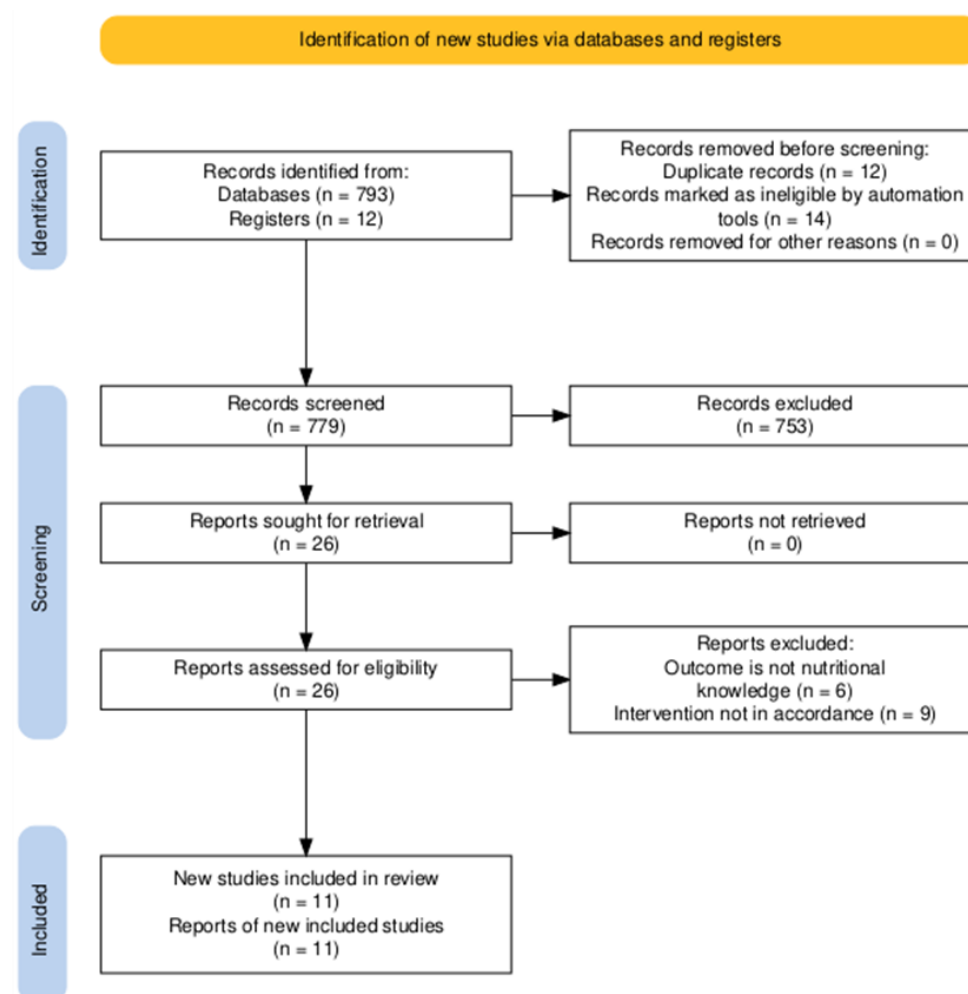 Identification of new studies via databases and registers
Identification
Records identified from:
Databases (n = 793)
Registers (n = 12)
Records removed before screening:
Duplicate records (n = 12)
Records marked as ineligible by automation
tools (n = 14)
Records removed for other reasons (n = 0)
Screening
Records screened
(n = 779)
Records excluded
(n = 753)
Reports sought for retrieval
(n = 26)
Reports not retrieved
(n = 0)
Reports assessed for eligibility
(n = 26)
Reports excluded:
Outcome is not nutritional
knowledge (n = 6)
Intervention not in accordance (n = 9)
Included
New studies included in review
(n = 11)
Reports of new included studies
(n = 11)